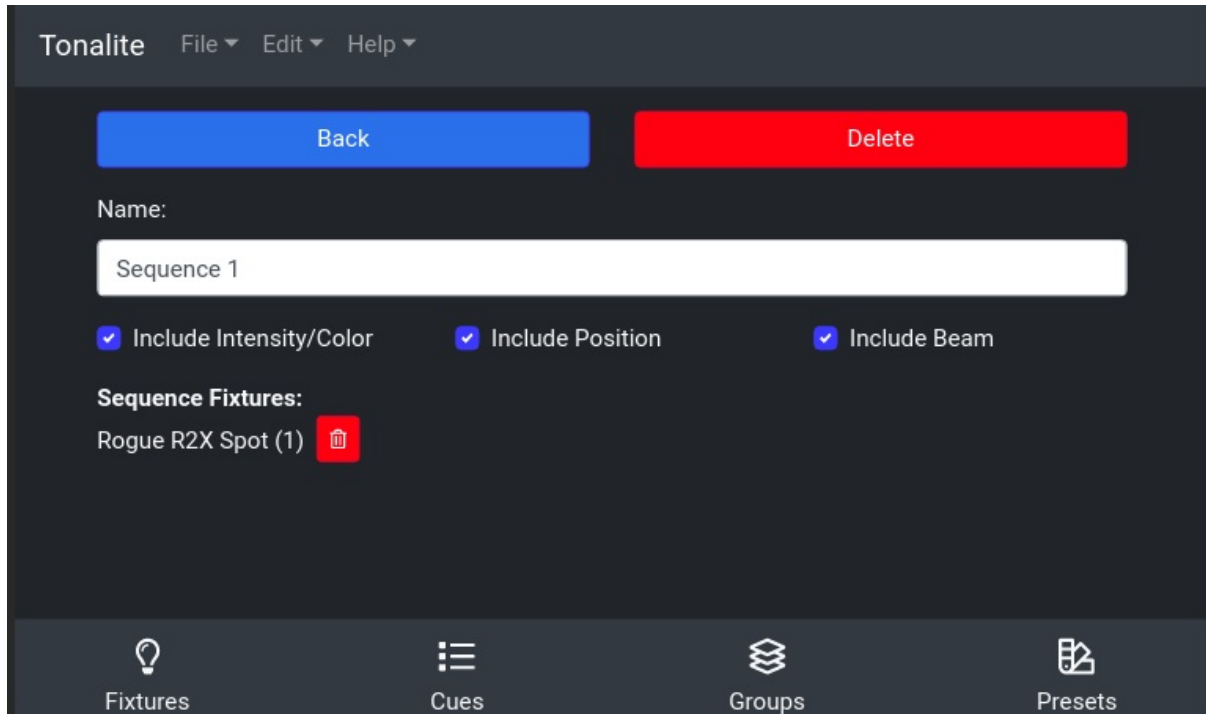 Tonalite File Edit Help
Back Delete
Name:
Sequence 1
Include Intensity/Color Include Position Include Beam
Sequence Fixtures:
Rogue R2X Spot (1)
Fixtures Cues Groups Presets